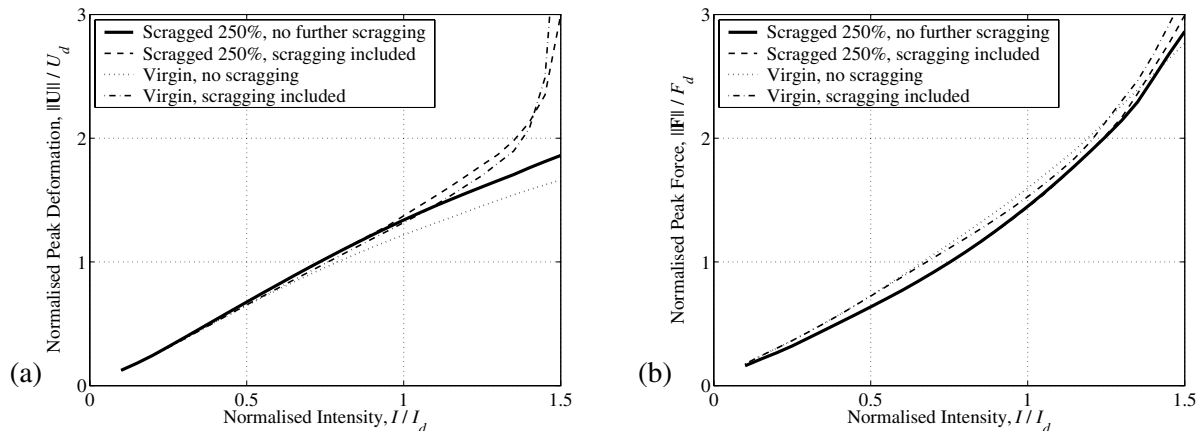 (a)
Normalised Peak Deformation, ||U|| / U_d
3
2
1
0
Scragged 250%, no further scragging
Scragged 250%, scragging included
Virgin, no scragging
Virgin, scragging included
0 0.5 1 1.5
Normalised Intensity, I / I_d
(b)
Normalised Peak Force, ||F|| / F_d
3
2
1
0
Scragged 250%, no further scragging
Scragged 250%, scragging included
Virgin, no scragging
Virgin, scragging included
0 0.5 1 1.5
Normalised Intensity, I / I_d